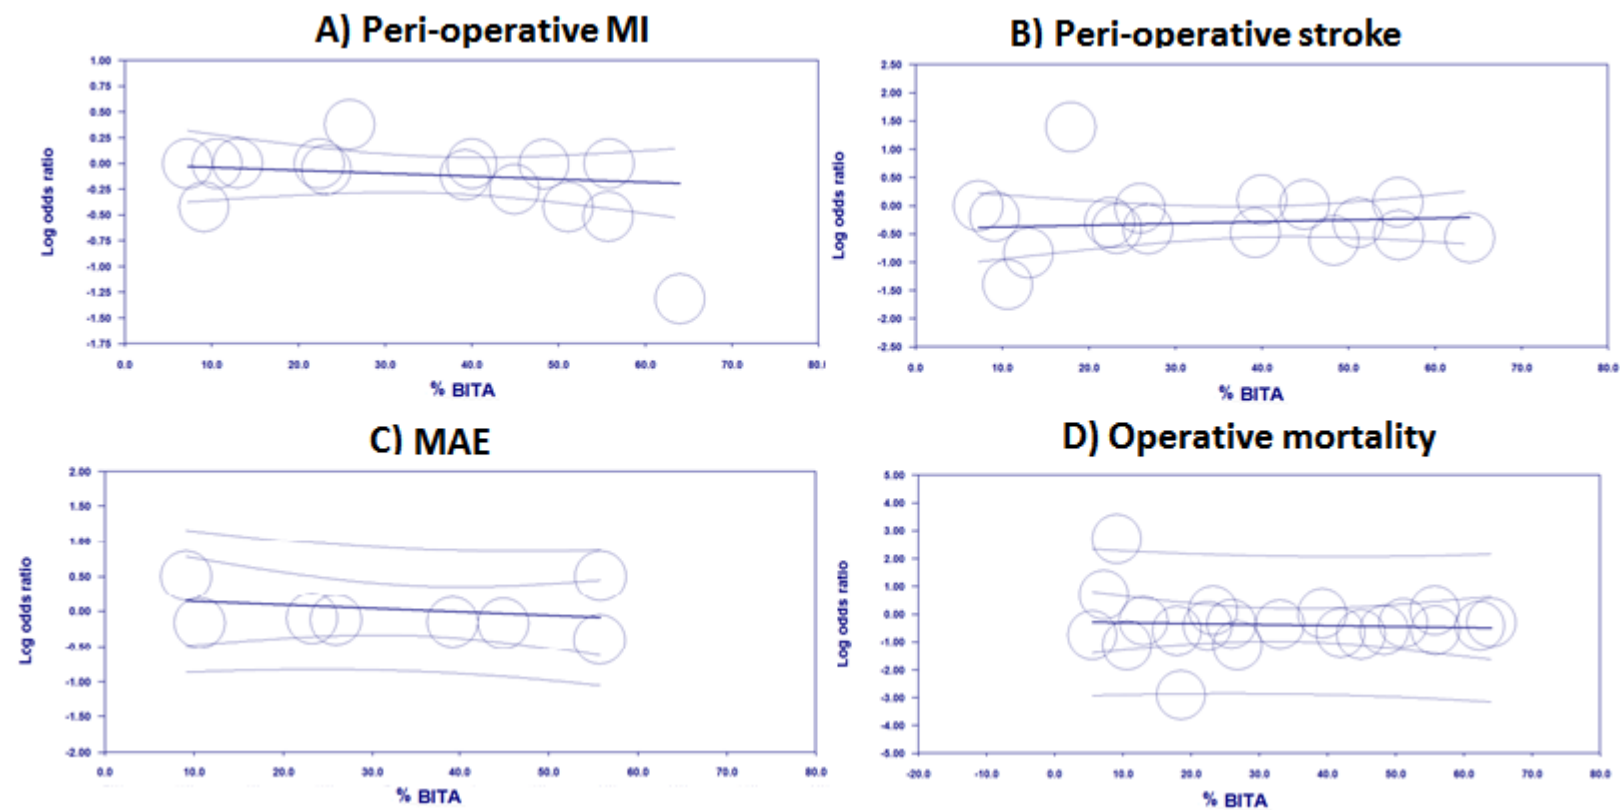 A) Peri-operative MI
1.00
0.75
0.50
0.25
0.00
-0.25
-0.50
-0.75
-1.00
-1.25
-1.50
-1.75
Log odds ratio
0.0 10.0 20.0 30.0 40.0 50.0 60.0 70.0 80.
% BITA
B) Peri-operative stroke
2.50
2.00
1.50
1.00
0.50
0.00
-0.50
-1.00
-1.50
-2.00
-2.50
Log odds ratio
0.0 10.0 20.0 30.0 40.0 50.0 60.0 70.0 80.0
% BITA
C) MAE
2.00
1.50
1.00
0.50
0.00
-0.50
-1.00
-1.50
-2.00
Log odds ratio
0.0 10.0 20.0 30.0 40.0 50.0 60.0 70.0 80.0
% BITA
D) Operative mortality
5.00
4.00
3.00
2.00
1.00
0.00
-1.00
-2.00
-3.00
-4.00
-5.00
Log odds ratio
-20.0 -10.0 0.0 10.0 20.0 30.0 40.0 50.0 60.0 70.0 80.0
% BITA